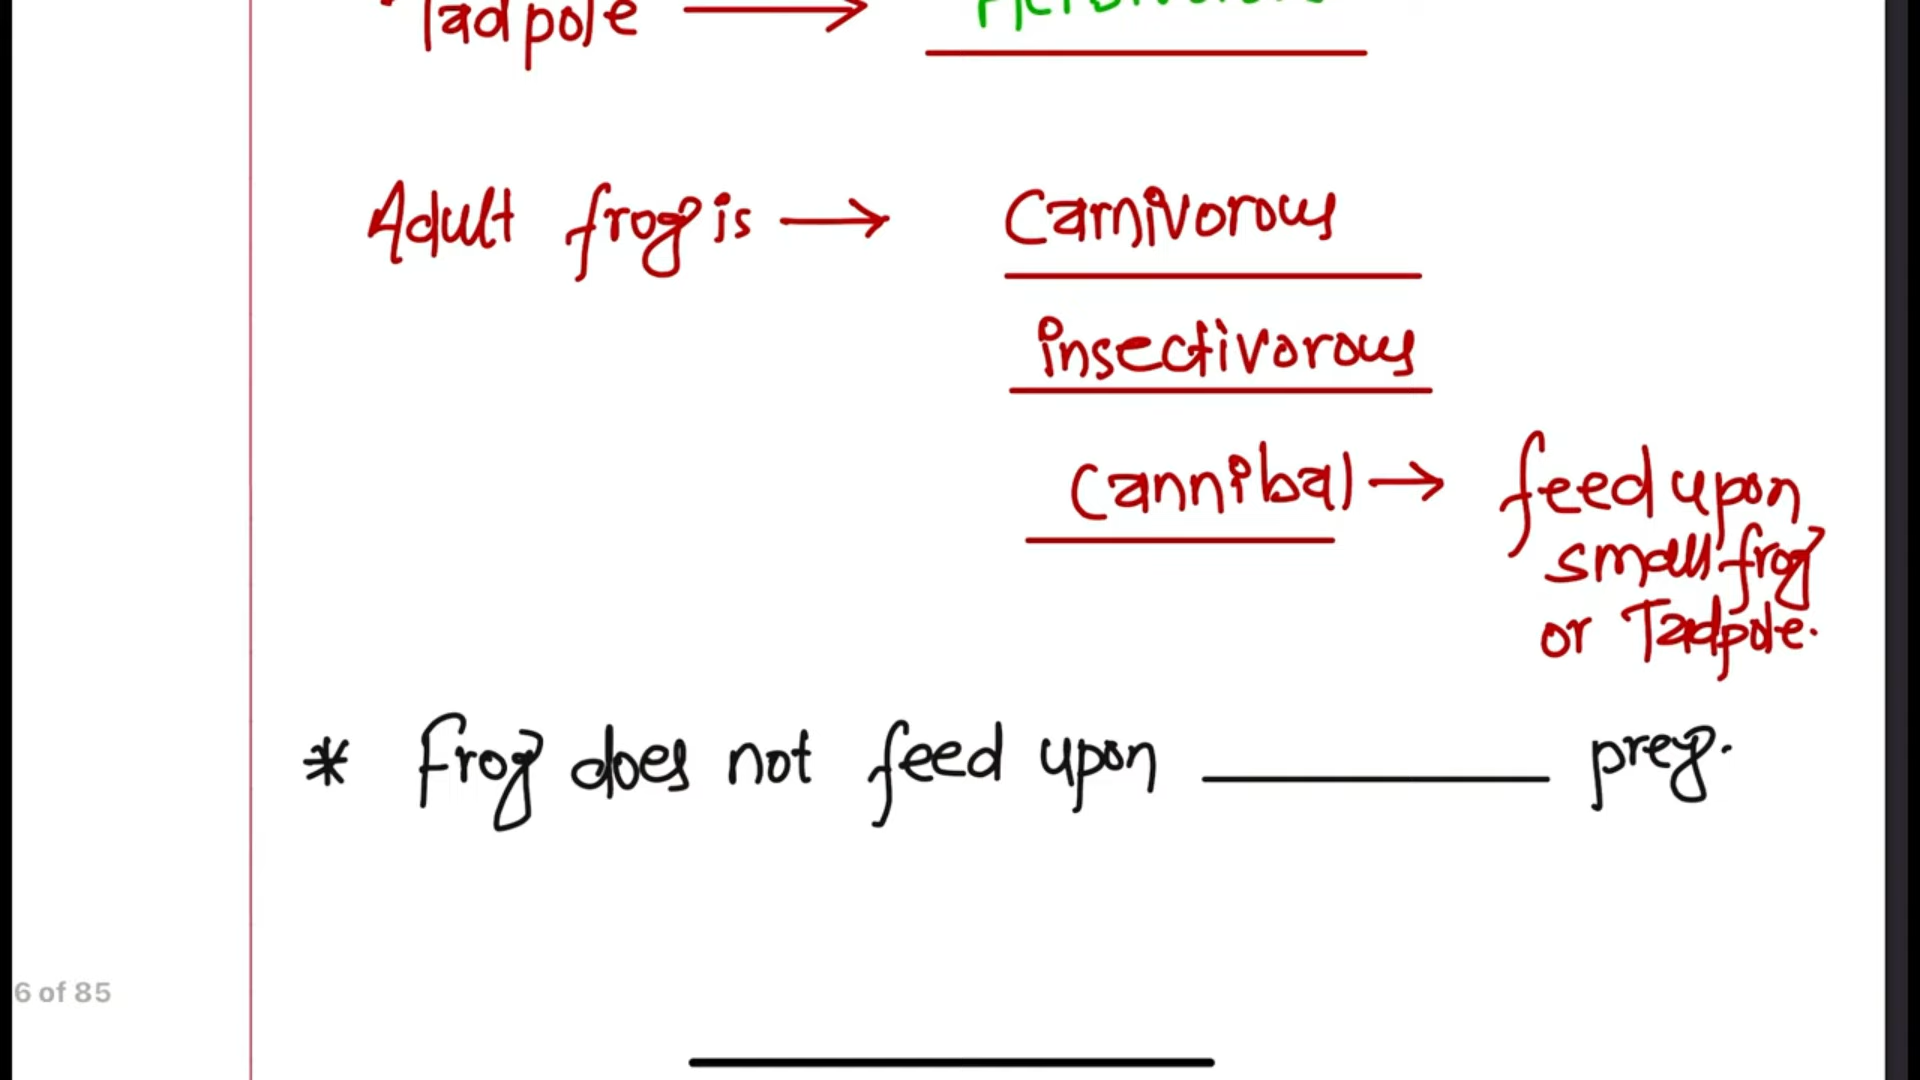 Tadpole →
Adult frog is → Carnivorous
insectivorous
Cannibal → feed upon
small frog
or Tadpole.
* Frog does not feed upon ________ prey.
6 of 85